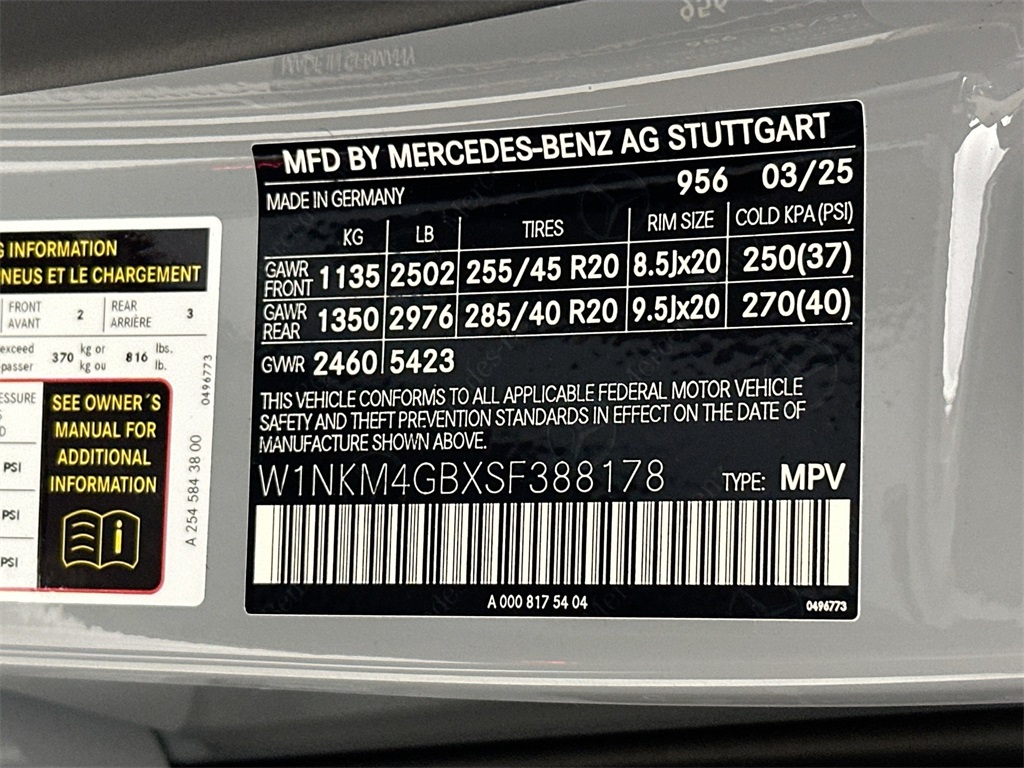 MFD BY MERCEDES-BENZ AG STUTTGART
MADE IN GERMANY 956 03/25
KG LB TIRES RIM SIZE COLD KPA (PSI)
GAWR FRONT 1135 2502 255/45 R20 8.5Jx20 250(37)
GAWR REAR 1350 2976 285/40 R20 9.5Jx20 270(40)
GVWR 2460 5423
THIS VEHICLE CONFORMS TO ALL APPLICABLE FEDERAL MOTOR VEHICLE
SAFETY AND THEFT PREVENTION STANDARDS IN EFFECT ON THE DATE OF
MANUFACTURE SHOWN ABOVE.
W1NKM4GBXSF388178 TYPE: MPV
A 000 817 54 04 0496773
INFORMATION
NEUS ET LE CHARGEMENT
FRONT 2 REAR 3
AVANT ARRIÈRE
exceed 370 kg or 816 lbs.
passer kg ou lb.
SEE OWNER´S
MANUAL FOR
ADDITIONAL
INFORMATION
PSI
PSI
PSI
0496773
A 254 584 38 00